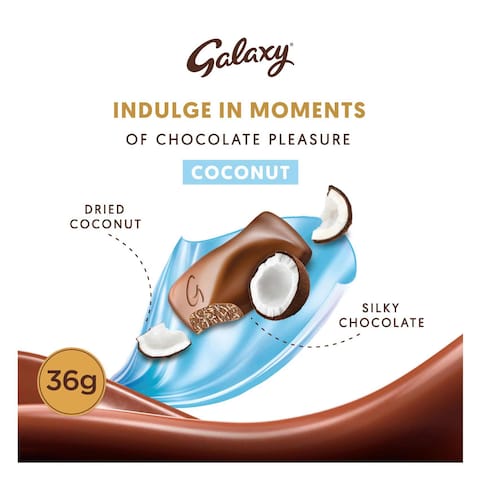 Galaxy®
INDULGE IN MOMENTS
OF CHOCOLATE PLEASURE
COCONUT
DRIED
COCONUT
G
SILKY
CHOCOLATE
36g